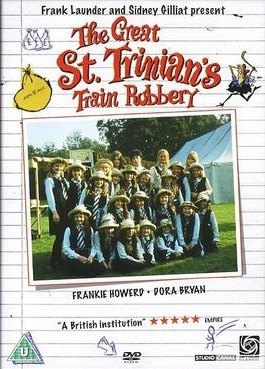 Frank Launder and Sidney Gilliat present
The Great
St. Trinian's
Train Robbery
FRANKIE HOWERD · DORA BRYAN
"A British institution" ★★★★★ EMPIRE
U
DVD
VIDEO
STUDIO CANAL